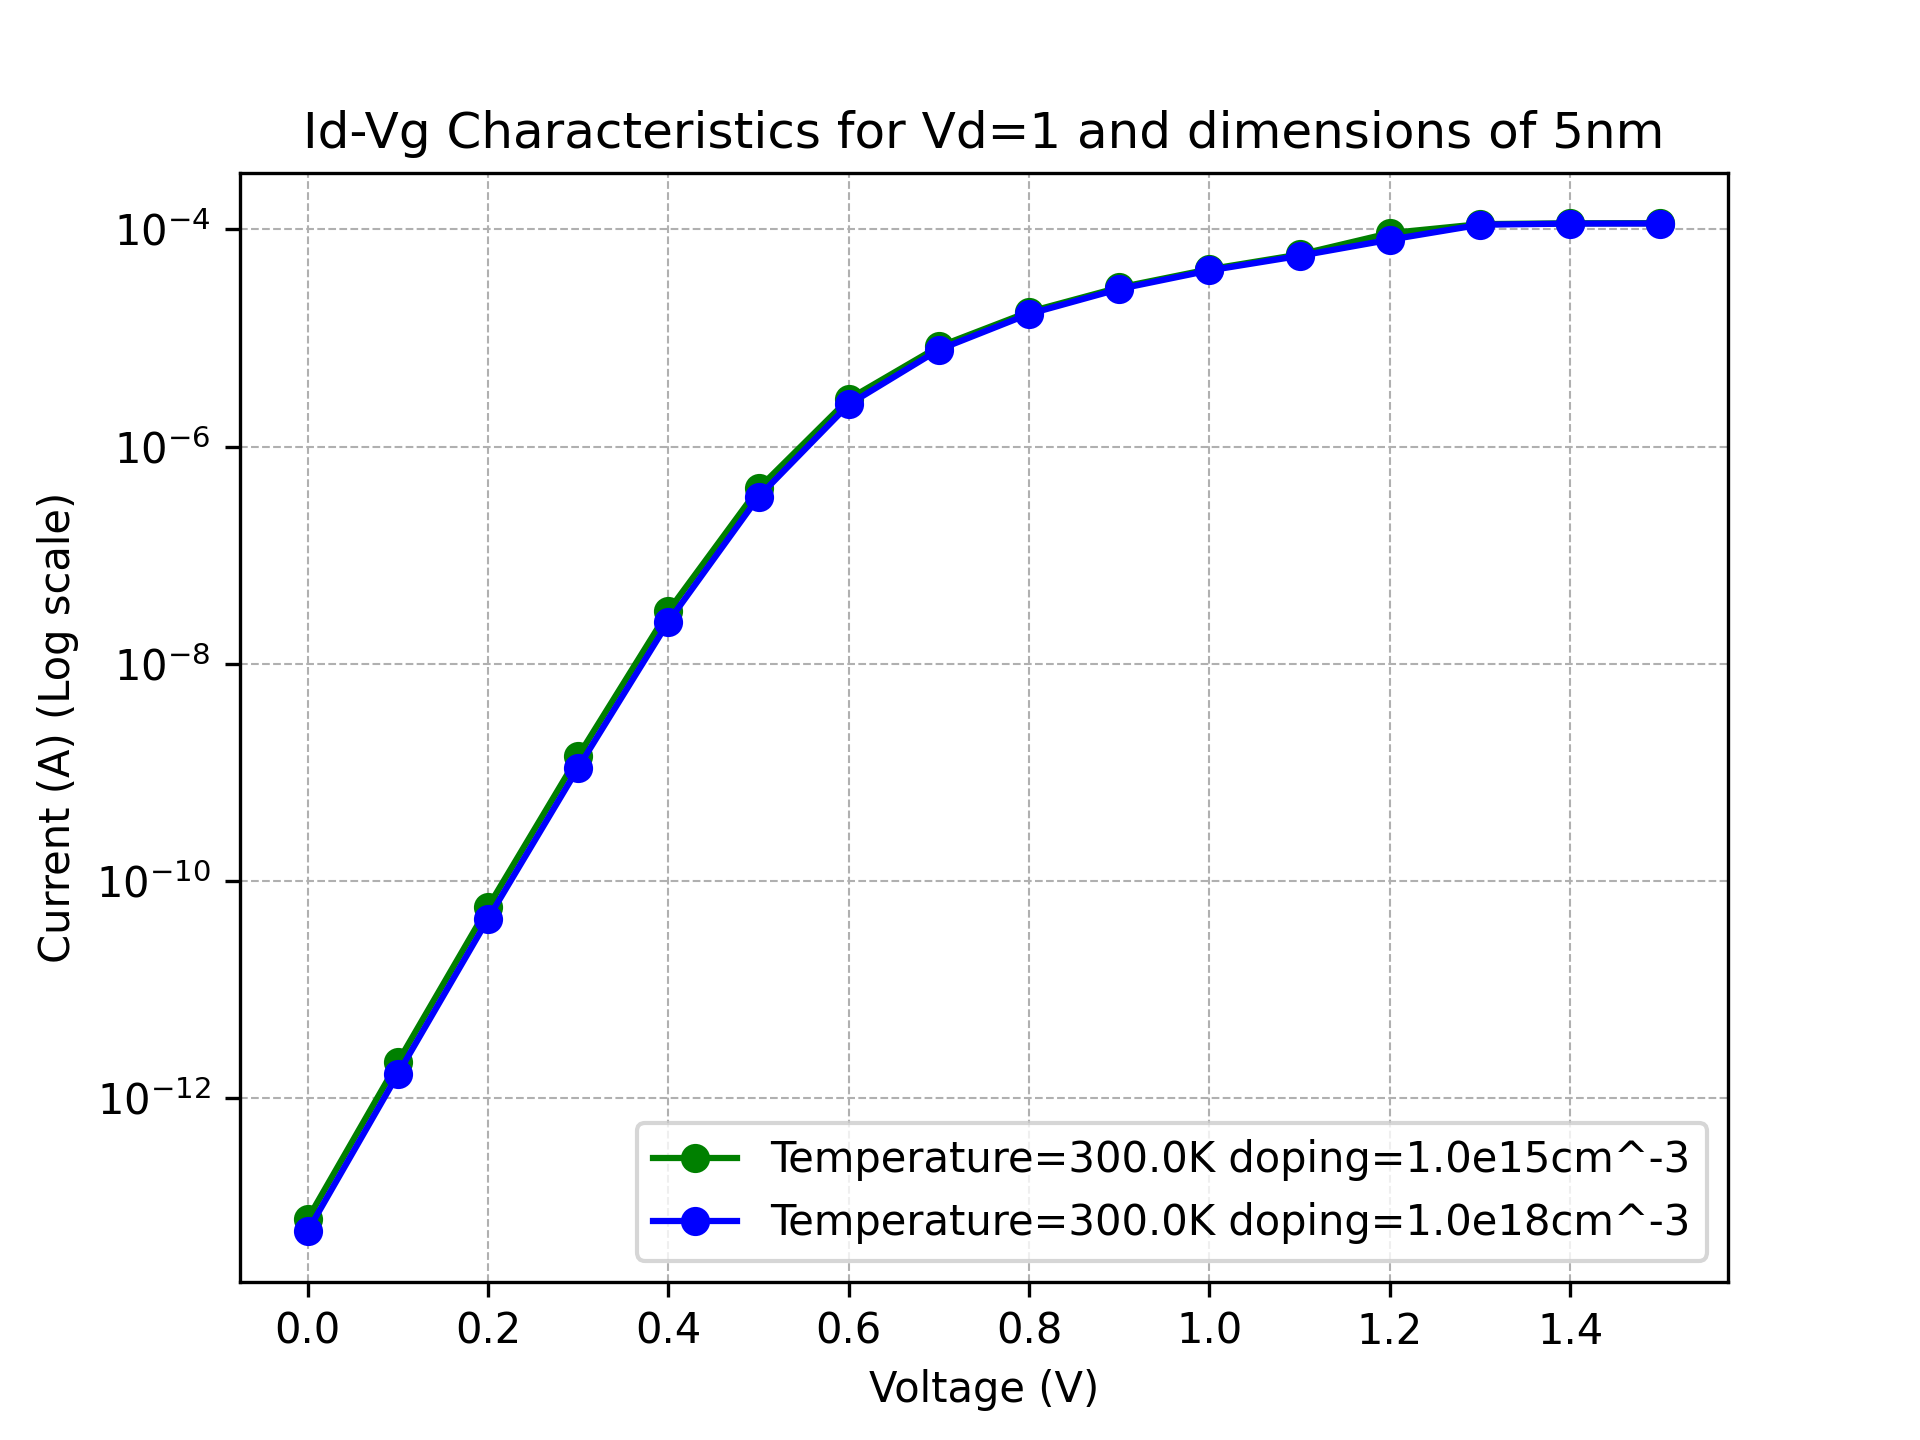 Id-Vg Characteristics for Vd=1 and dimensions of 5nm
Current (A) (Log scale)
10⁻⁴
10⁻⁶
10⁻⁸
10⁻¹⁰
10⁻¹²
Temperature=300.0K doping=1.0e15cm^-3
Temperature=300.0K doping=1.0e18cm^-3
0.0 0.2 0.4 0.6 0.8 1.0 1.2 1.4
Voltage (V)